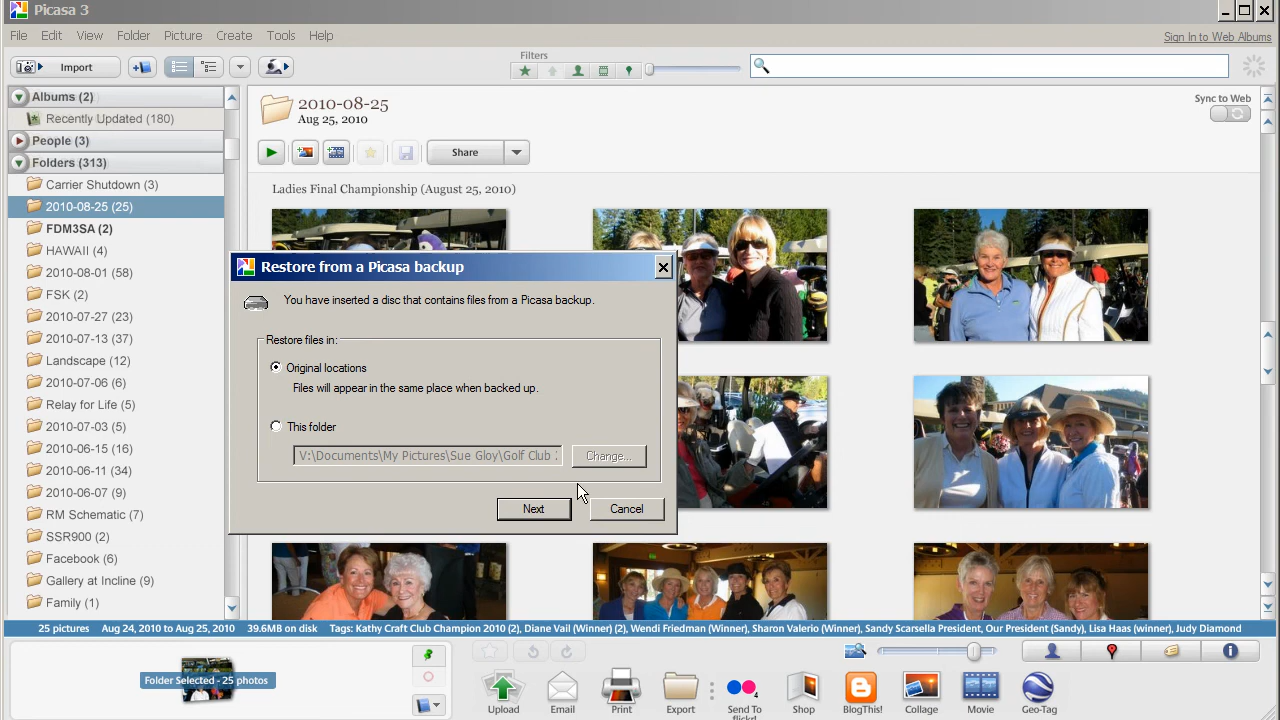 Picasa 3
File Edit View Folder Picture Create Tools Help
Sign In to Web Albums
Import
Filters
Albums (2)
Recently Updated (180)
People (3)
Folders (313)
Carrier Shutdown (3)
2010-08-25 (25)
FDM3SA (2)
HAWAII (4)
2010-08-01 (58)
FSK (2)
2010-07-27 (23)
2010-07-13 (37)
Landscape (12)
2010-07-06 (6)
Relay for Life (5)
2010-07-03 (5)
2010-06-15 (16)
2010-06-11 (34)
2010-06-07 (9)
RM Schematic (7)
SSR900 (2)
Facebook (6)
Gallery at Incline (9)
Family (1)
2010-08-25
Aug 25, 2010
Sync to Web
Share
Ladies Final Championship (August 25, 2010)
Restore from a Picasa backup
You have inserted a disc that contains files from a Picasa backup.
Restore files in:
Original locations
Files will appear in the same place when backed up.
This folder
V:\Documents\My Pictures\Sue Gloy\Golf Club
Change...
Next Cancel
25 pictures Aug 24, 2010 to Aug 25, 2010 39.6MB on disk Tags: Kathy Craft Club Champion 2010 (2), Diane Vail (Winner) (2), Wendi Friedman (Winner), Sharon Valerio (Winner), Sandy Scarsella President, Our President (Sandy), Lisa Haas (winner), Judy Diamond
Folder Selected - 25 photos
Upload Email Print Export Send To flickr Shop BlogThis! Collage Movie Geo-Tag